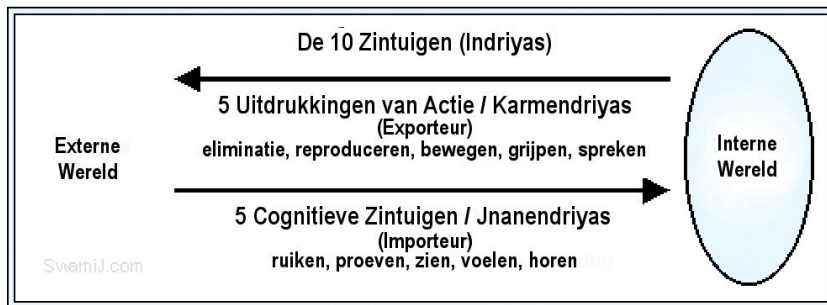 De 10 Zintuigen (Indriyas)
5 Uitdrukkingen van Actie / Karmendriyas
(Exporteur)
eliminatie, reproduceren, bewegen, grijpen, spreken
Externe
Wereld
Interne
Wereld
5 Cognitieve Zintuigen / Jnanendriyas
(Importeur)
ruiken, proeven, zien, voelen, horen
SwamiJ.com